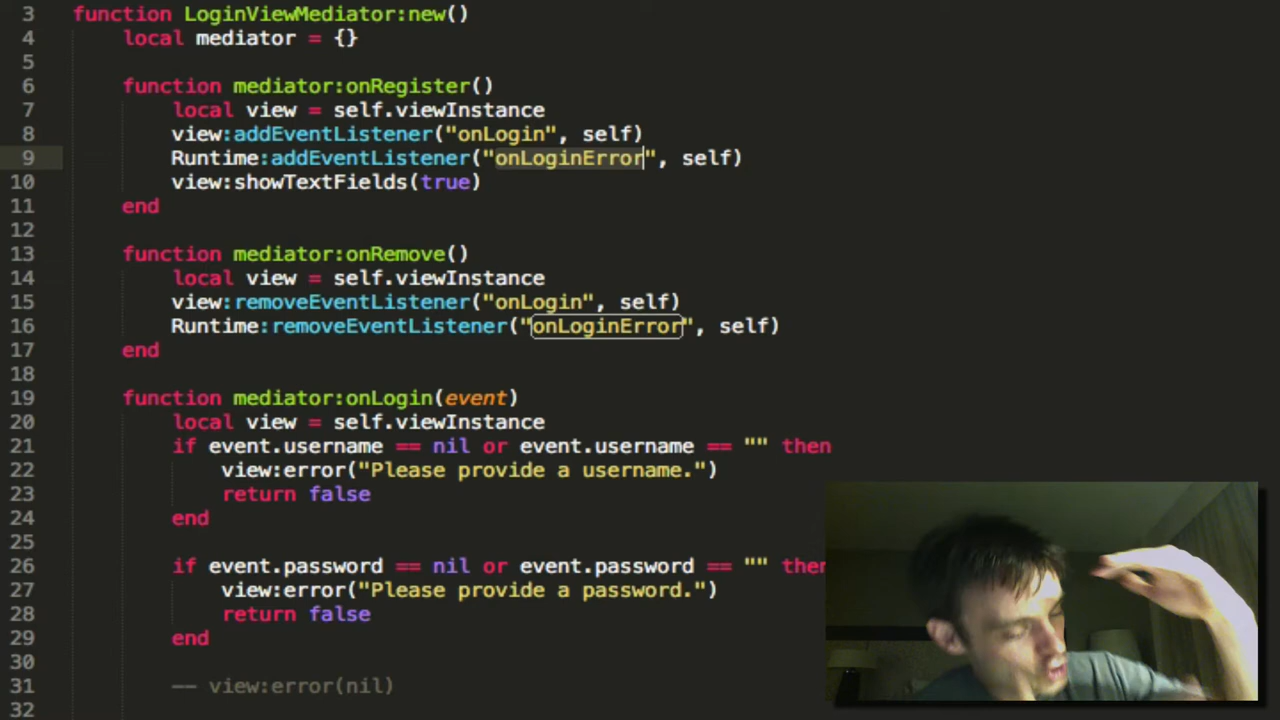 3 function LoginViewMediator:new()
4 local mediator = {}
5
6 function mediator:onRegister()
7 local view = self.viewInstance
8 view:addEventListener("onLogin", self)
9 Runtime:addEventListener("onLoginError", self)
10 view:showTextFields(true)
11 end
12
13 function mediator:onRemove()
14 local view = self.viewInstance
15 view:removeEventListener("onLogin", self)
16 Runtime:removeEventListener("onLoginError", self)
17 end
18
19 function mediator:onLogin(event)
20 local view = self.viewInstance
21 if event.username == nil or event.username == "" then
22 view:error("Please provide a username.")
23 return false
24 end
25
26 if event.password == nil or event.password == "" then
27 view:error("Please provide a password.")
28 return false
29 end
30
31 -- view:error(nil)
32